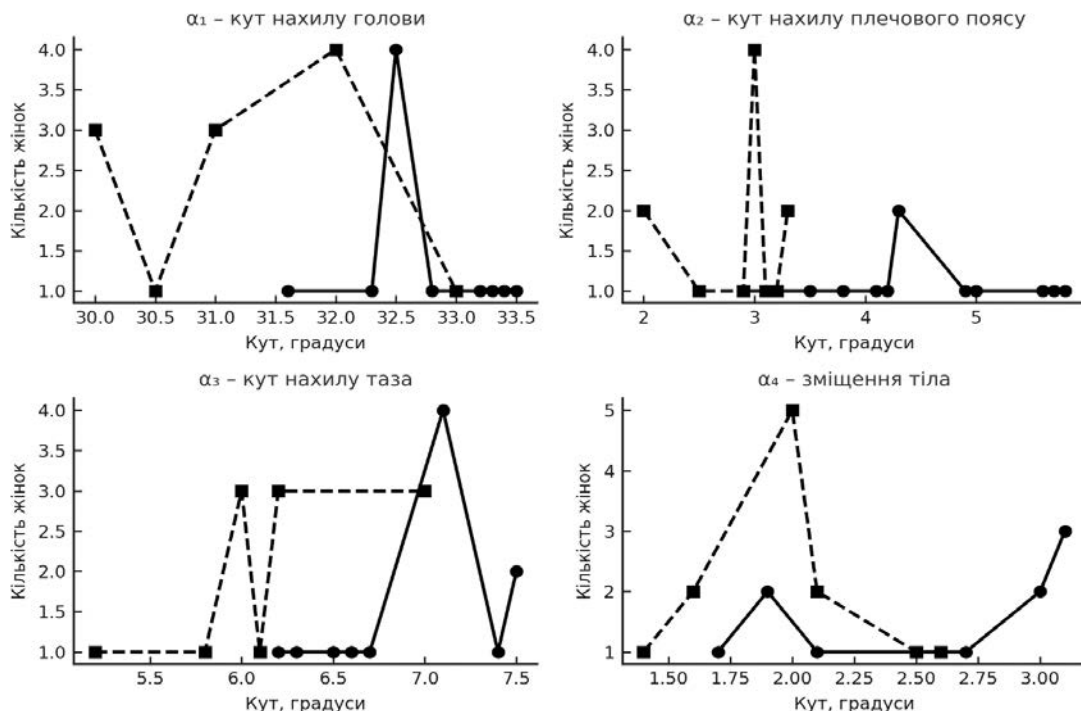 α₁ – кут нахилу голови
Кількість жінок
4.0
3.5
3.0
2.5
2.0
1.5
1.0
30.0 30.5 31.0 31.5 32.0 32.5 33.0 33.5
Кут, градуси
α₂ – кут нахилу плечового поясу
Кількість жінок
4.0
3.5
3.0
2.5
2.0
1.5
1.0
2 3 4 5
Кут, градуси
α₃ – кут нахилу таза
Кількість жінок
4.0
3.5
3.0
2.5
2.0
1.5
1.0
5.5 6.0 6.5 7.0 7.5
Кут, градуси
α₄ – зміщення тіла
Кількість жінок
5
4
3
2
1
1.50 1.75 2.00 2.25 2.50 2.75 3.00
Кут, градуси